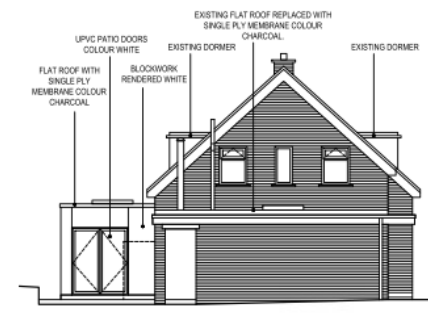 EXISTING FLAT ROOF REPLACED WITH
SINGLE PLY MEMBRANE COLOUR
CHARCOAL.
UPVC PATIO DOORS
COLOUR WHITE
EXISTING DORMER
EXISTING DORMER
FLAT ROOF WITH
SINGLE PLY
MEMBRANE COLOUR
CHARCOAL
BLOCKWORK
RENDERED WHITE